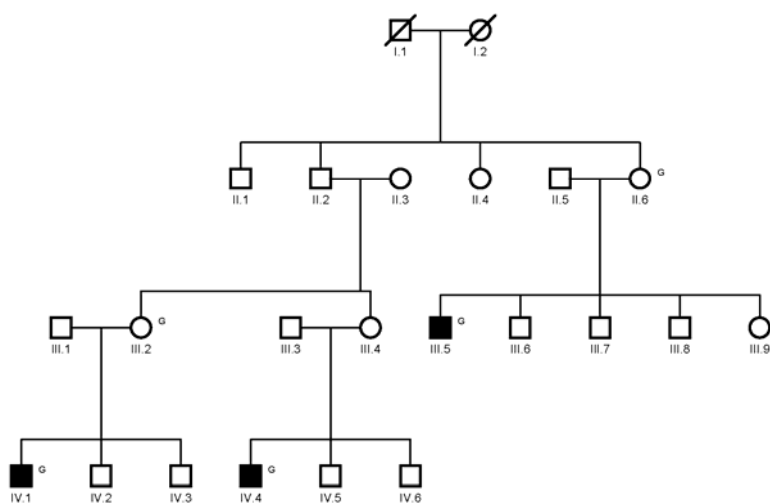 I.1 I.2
G
II.1 II.2 II.3 II.4 II.5 II.6
G G
III.1 III.2 III.3 III.4 III.5 III.6 III.7 III.8 III.9
G G
IV.1 IV.2 IV.3 IV.4 IV.5 IV.6